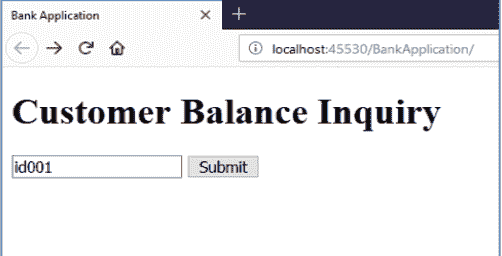 Bank Application
localhost:45530/BankApplication/
Customer Balance Inquiry
id001 Submit